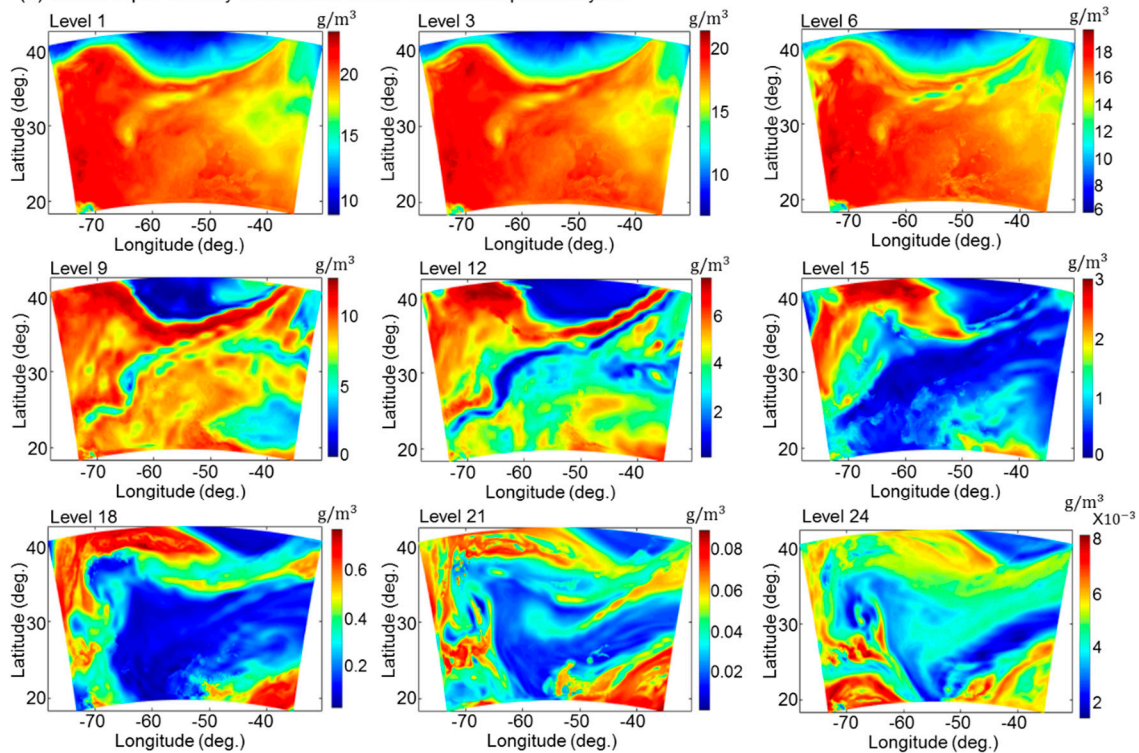 Level 1 g/m³ Level 3 g/m³ Level 6 g/m³
40 20 40 20 40 18
16
30 15 30 15 30 14
12
10
20 10 20 10 20 8
6
-70 -60 -50 -40 -70 -60 -50 -40 -70 -60 -50 -40
Latitude (deg.) Latitude (deg.) Latitude (deg.)
Longitude (deg.) Longitude (deg.) Longitude (deg.)
Level 9 g/m³ Level 12 g/m³ Level 15 g/m³
40 10 40 6 40 3
30 5 30 4 30 2
20 0 20 2 20 1
0
-70 -60 -50 -40 -70 -60 -50 -40 -70 -60 -50 -40
Latitude (deg.) Latitude (deg.) Latitude (deg.)
Longitude (deg.) Longitude (deg.) Longitude (deg.)
Level 18 g/m³ Level 21 g/m³ Level 24 g/m³
X10⁻³
40 0.6 40 0.08 40 8
30 0.4 30 0.06 30 6
0.04
20 0.2 20 0.02 20 4
2
-70 -60 -50 -40 -70 -60 -50 -40 -70 -60 -50 -40
Latitude (deg.) Latitude (deg.) Latitude (deg.)
Longitude (deg.) Longitude (deg.) Longitude (deg.)